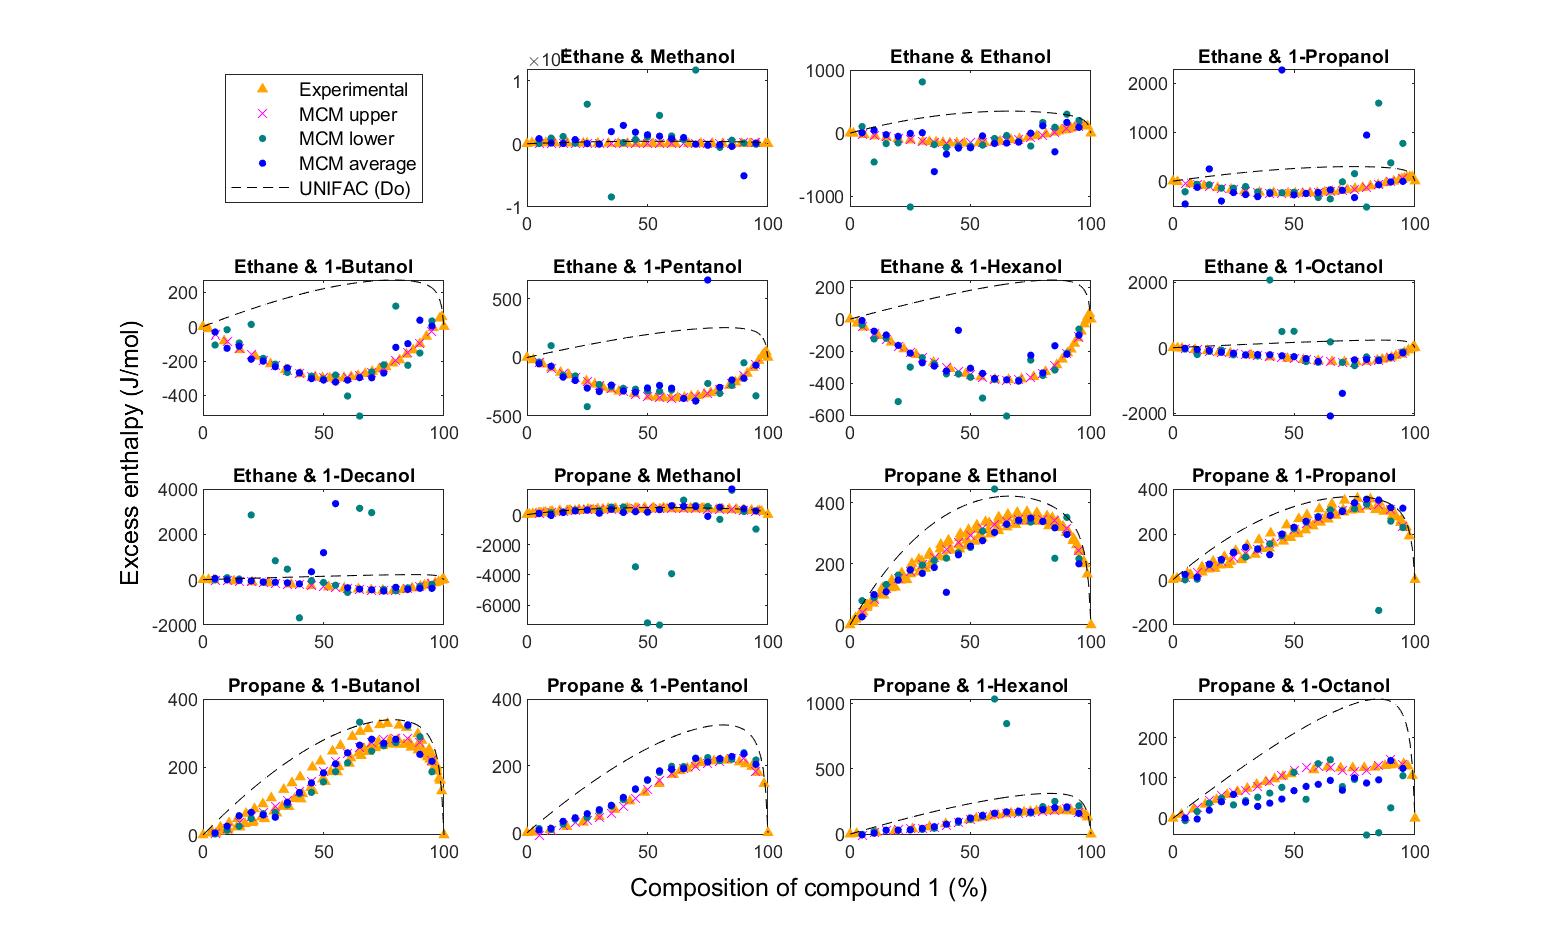 Experimental
MCM upper
MCM lower
MCM average
UNIFAC (Do)
Ethane & Methanol
1
0
-1
0 50 100
Ethane & Ethanol
1000
0
-1000
0 50 100
Ethane & 1-Propanol
2000
1000
0
0 50 100
Ethane & 1-Butanol
200
0
-200
-400
0 50 100
Ethane & 1-Pentanol
500
0
-500
0 50 100
Ethane & 1-Hexanol
200
0
-200
-400
-600
0 50 100
Ethane & 1-Octanol
2000
0
-2000
0 50 100
Excess enthalpy (J/mol)
Ethane & 1-Decanol
4000
2000
0
-2000
0 50 100
Propane & Methanol
0
-2000
-4000
-6000
0 50 100
Propane & Ethanol
400
200
0
0 50 100
Propane & 1-Propanol
400
200
0
-200
0 50 100
Propane & 1-Butanol
400
200
0
0 50 100
Propane & 1-Pentanol
400
200
0
0 50 100
Propane & 1-Hexanol
1000
500
0
0 50 100
Propane & 1-Octanol
200
100
0
0 50 100
Composition of compound 1 (%)